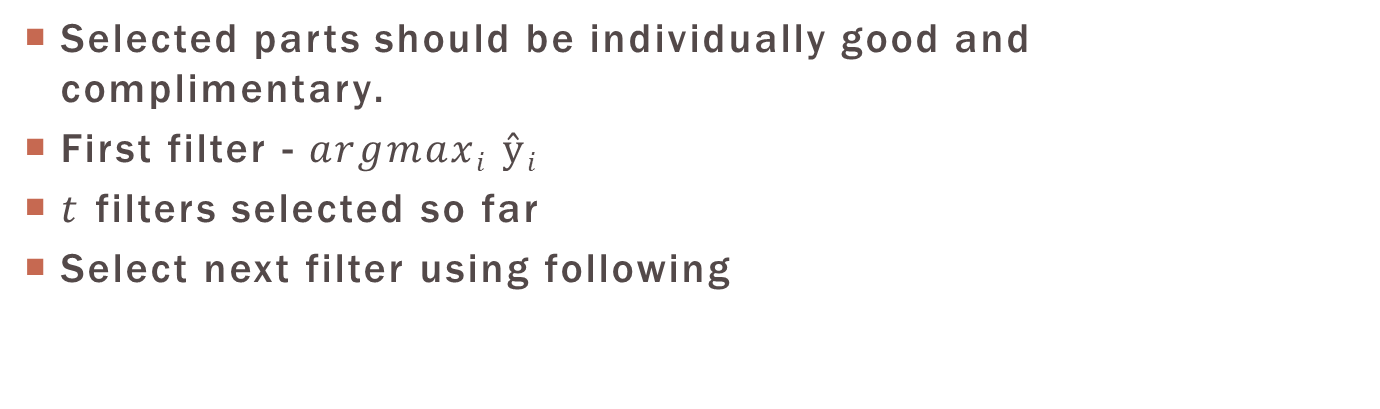 ▪ Selected parts should be individually good and
complimentary.
▪ First filter - argmaxᵢ ŷᵢ
▪ t filters selected so far
▪ Select next filter using following